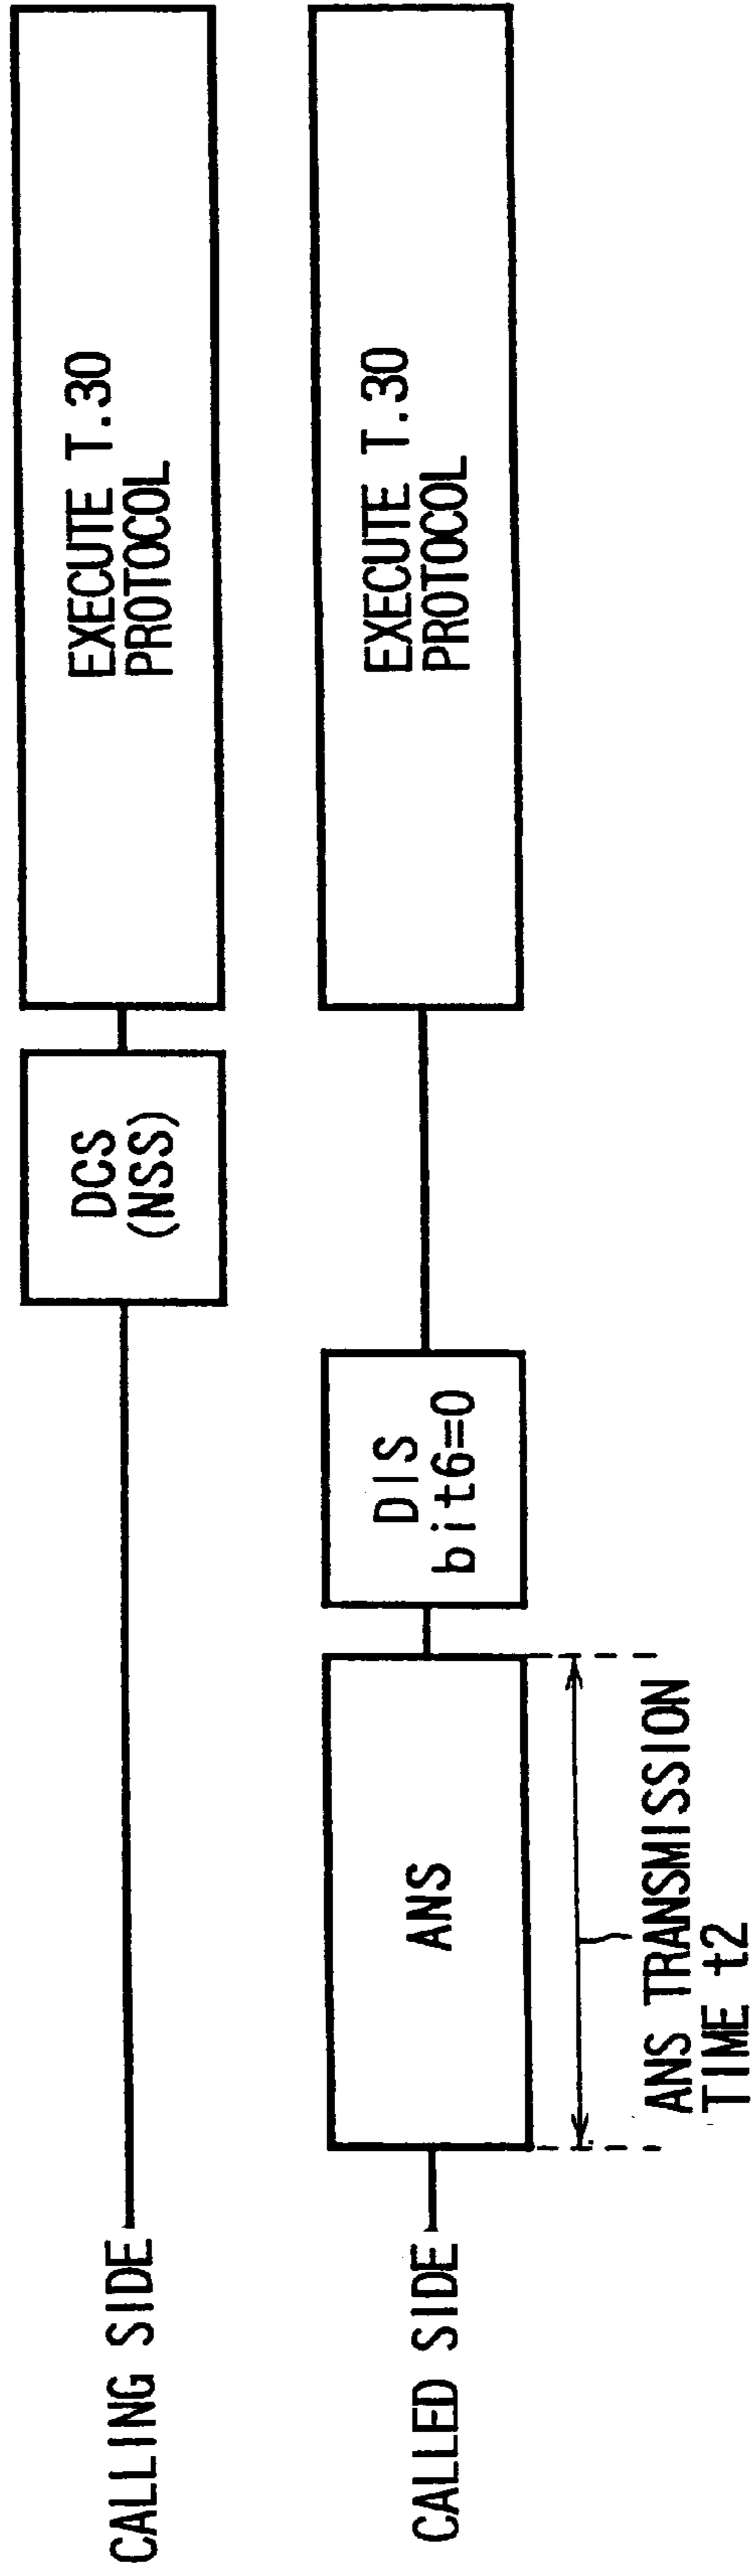 CALLING SIDE
DCS
(NSS)
EXECUTE T.30
PROTOCOL
CALLED SIDE
ANS
DIS
bit6=0
EXECUTE T.30
PROTOCOL
ANS TRANSMISSION
TIME t2